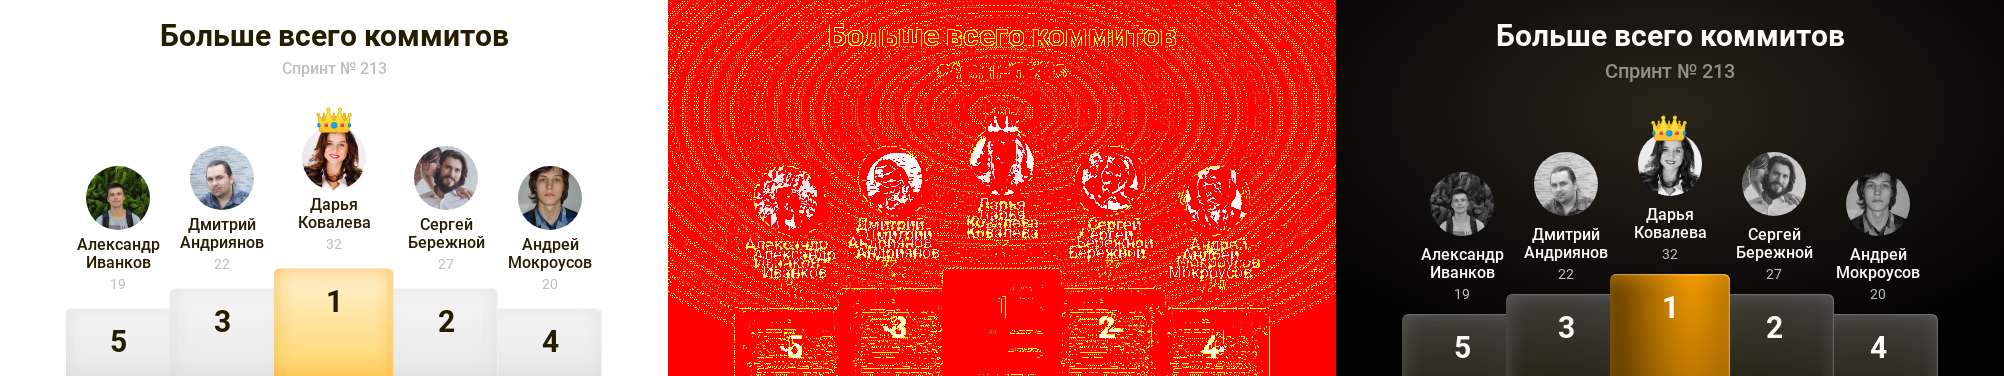 Больше всего коммитов
Спринт № 213
Дарья
Ковалева
32
Дмитрий
Андриянов
22
Сергей
Бережной
27
Александр
Иванков
19
Андрей
Мокроусов
20
5
3
1
2
4
Больше всего коммитов
Дарья
Ковалева
Дмитрий
Андриянов
Сергей
Бережной
Александр
Иванков
Андрей
Мокроусов
5
3
1
2
4
Больше всего коммитов
Спринт № 213
Дарья
Ковалева
32
Дмитрий
Андриянов
22
Сергей
Бережной
27
Александр
Иванков
19
Андрей
Мокроусов
20
5
3
1
2
4